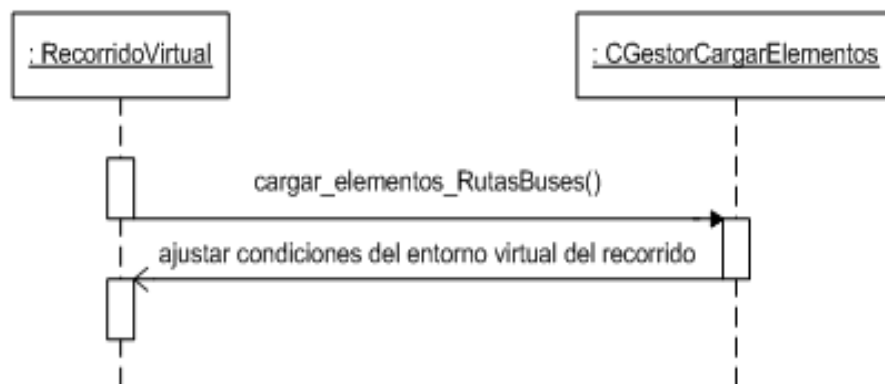 : RecorridoVirtual
: CGestorCargarElementos
cargar_elementos_RutasBuses()
ajustar condiciones del entorno virtual del recorrido